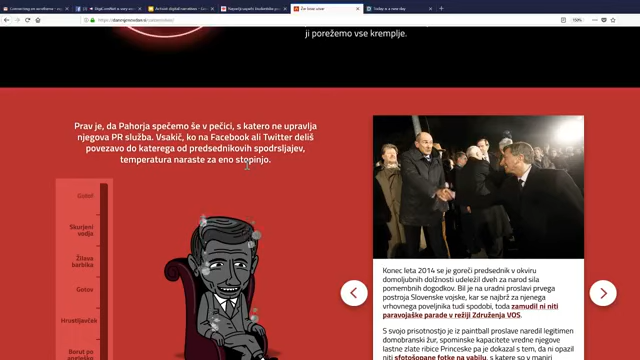 ji porežemo vse kremplje.
Prav je, da Pahorja spečemo še v pečici, s katero ne upravlja
njegova PR služba. Vsakič, ko na Facebook ali Twitter deliš
povezavo do katerega od predsednikovih spodrsljajev,
temperatura naraste za eno stopinjo.
Golaž
Skurjeni
vodja
Žilava
barbika
Gotov
Hrustljavček
Borut po
angleško
Konec leta 2014 se je goreči predsednik v okviru
domoljubnih dolžnosti udeležil dveh za narod sila
pomembnih dogodkov. Bil je na uradni proslavi prvega
postroja Slovenske vojske, kar se najbrž za njenega
vrhovnega poveljnika tudi spodobi, toda zamudil ni niti
paravojaške parade v režiji Združenja VOS.
S svojo prisotnostjo je iz paintball proslave naredil legitimen
domobranski žur, spominske kapacitete vredne njegove
lastne zlate ribice Princeske pa je dokazal s tem, da ni opazil
niti sfotošopane fotke na vabilu, s katero so v maniri